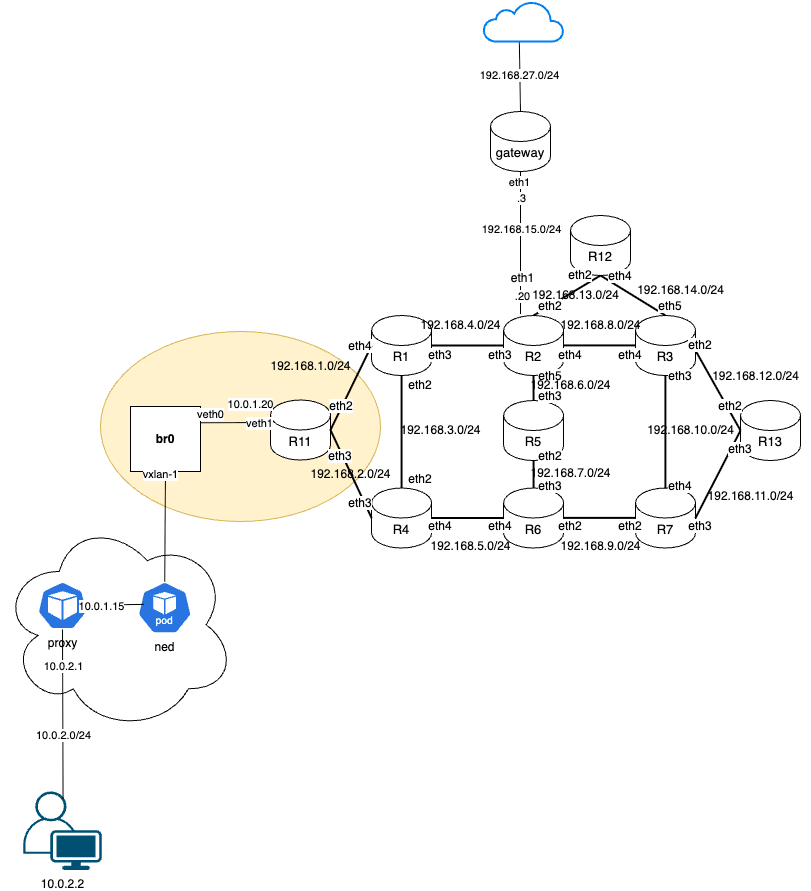 192.168.27.0/24
gateway
eth1
.3
192.168.15.0/24
R12
eth2
eth4
eth1
192.168.14.0/24
.20
192.168.13.0/24
eth2
eth5
192.168.4.0/24
192.168.8.0/24
eth4
R1
eth3
eth3
R2
eth4
eth4
R3
eth2
192.168.1.0/24
eth2
eth5
192.168.6.0/24
eth3
eth3
192.168.12.0/24
10.0.1.20
eth2
eth2
veth0
veth1
R11
192.168.3.0/24
R5
192.168.10.0/24
R13
br0
eth3
eth2
eth3
vxlan-1
192.168.2.0/24
192.168.7.0/24
eth2
eth3
eth4
192.168.11.0/24
eth3
R4
eth4
eth4
R6
eth2
eth2
R7
eth3
192.168.5.0/24
192.168.9.0/24
10.0.1.15
pod
proxy
ned
10.0.2.1
10.0.2.0/24
10.0.2.2